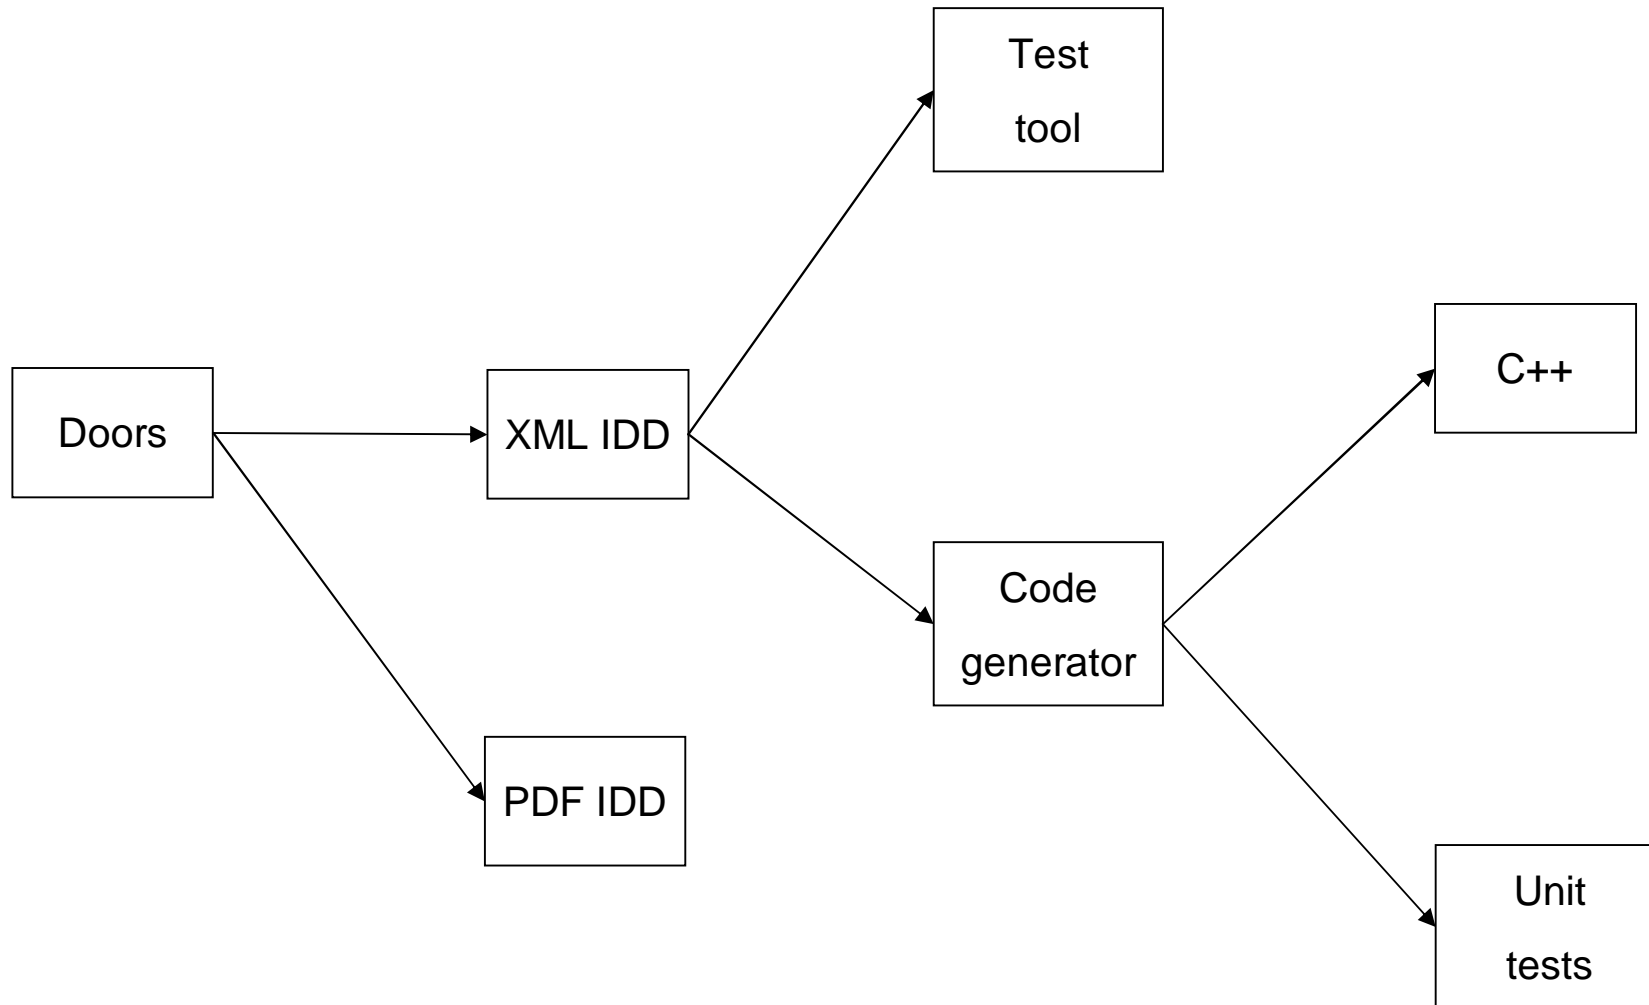 Test
tool
C++
Doors
XML IDD
Code
generator
PDF IDD
Unit
tests